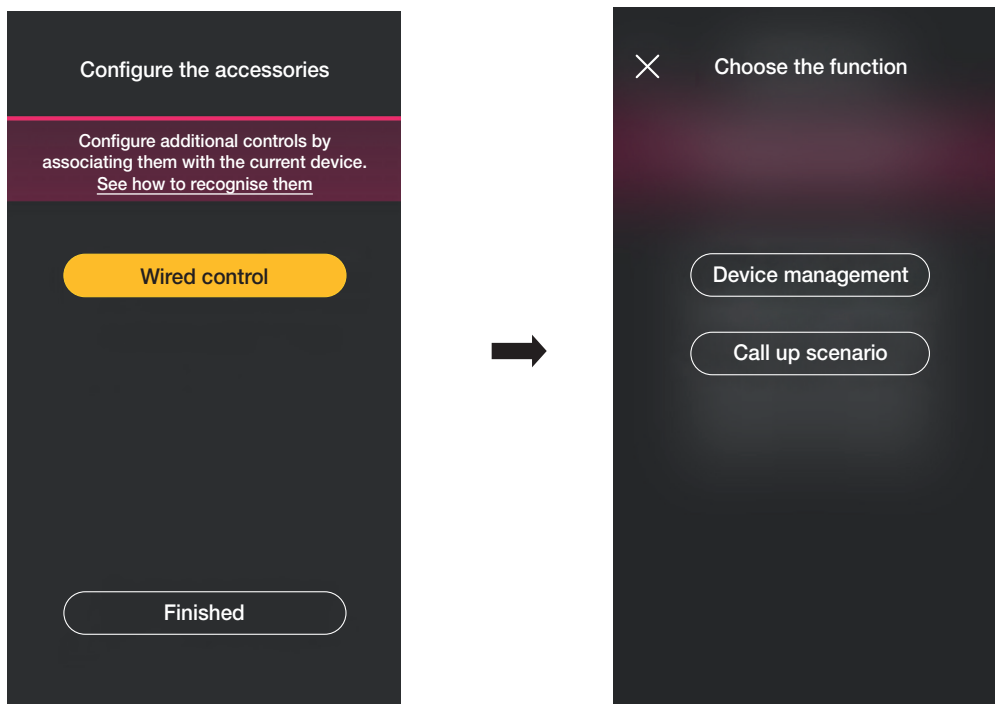 Configure the accessories
Configure additional controls by
associating them with the current device.
See how to recognise them
Wired control
Finished
Choose the function
Device management
Call up scenario